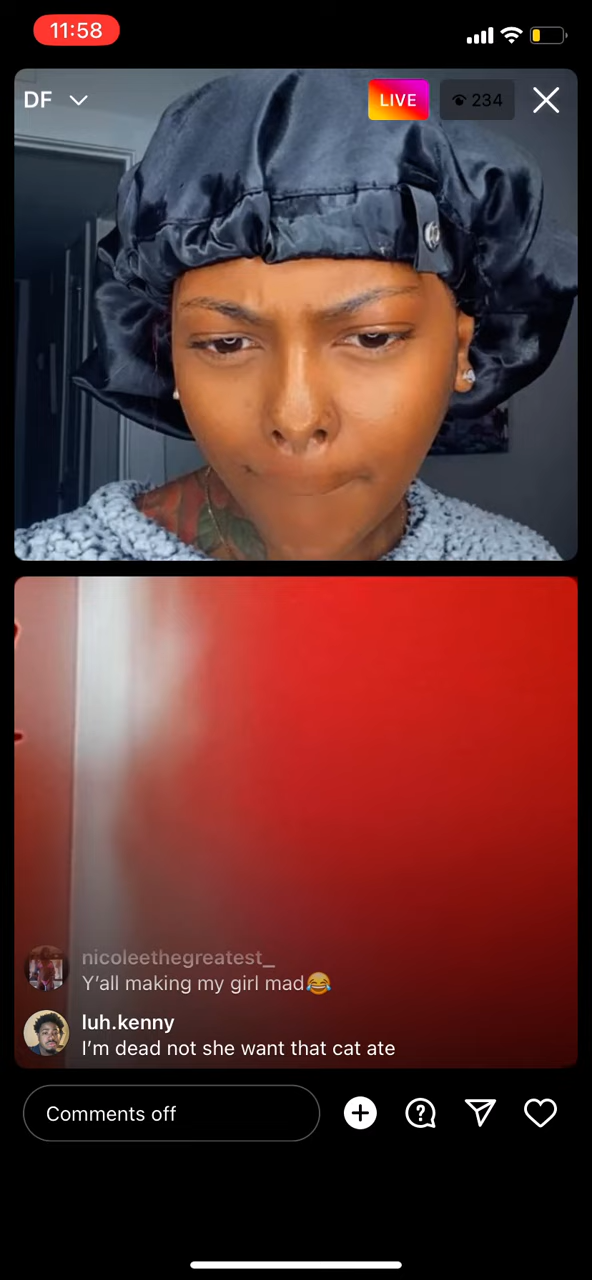 11:58
DF
LIVE
234
nicoleethegreatest_
Y’all making my girl mad😂
luh.kenny
I’m dead not she want that cat ate
Comments off